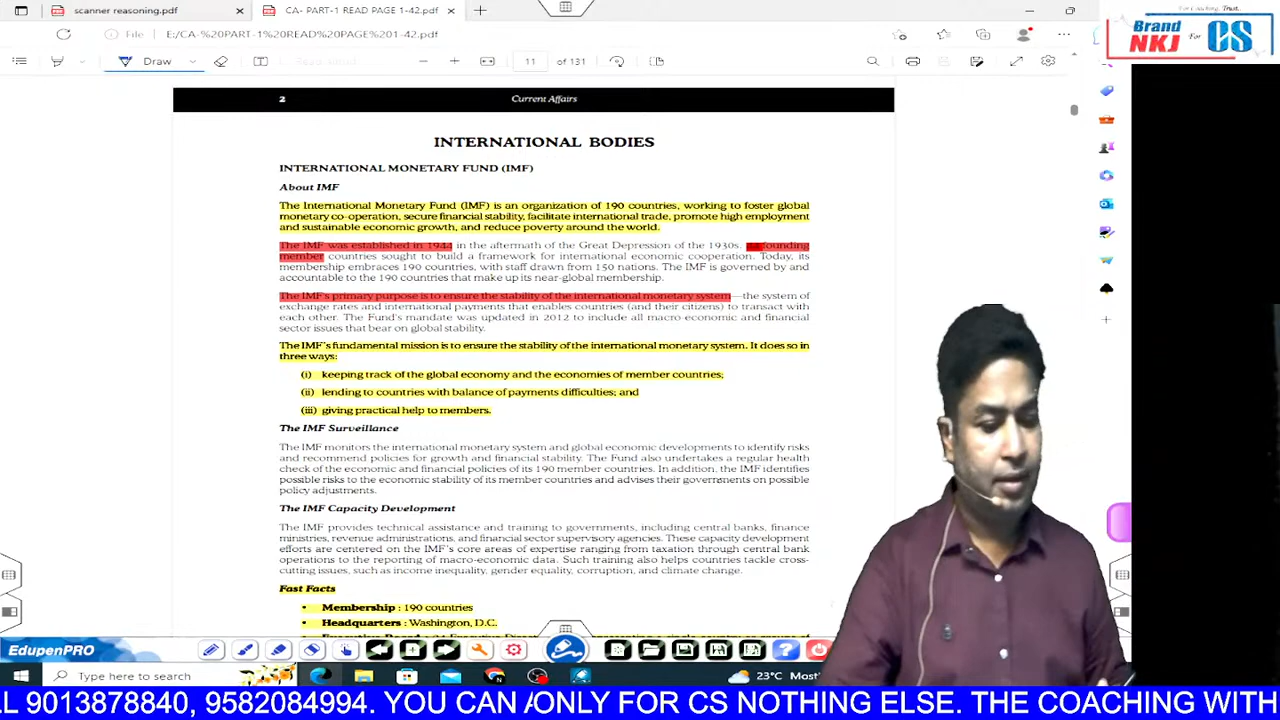 scanner reasoning.pdf
CA- PART-1 READ PAGE 1-42.pdf
For Coaching, Trust.
Brand
NKJ For CS
File E:/CA-%20PART-1%20READ%20PAGE%201-42.pdf
Draw 11 of 131
2 Current Affairs
INTERNATIONAL BODIES
INTERNATIONAL MONETARY FUND (IMF)
About IMF
The International Monetary Fund (IMF) is an organization of 190 countries, working to foster global
monetary co-operation, secure financial stability, facilitate international trade, promote high employment
and sustainable economic growth, and reduce poverty around the world.
The IMF was established in 1944 in the aftermath of the Great Depression of the 1930s. founding
member countries sought to build a framework for international economic cooperation. Today, its
membership embraces 190 countries, with staff drawn from 150 nations. The IMF is governed by and
accountable to the 190 countries that make up its near-global membership.
The IMF's primary purpose is to ensure the stability of the international monetary system—the system of
exchange rates and international payments that enables countries (and their citizens) to transact with
each other. The Fund's mandate was updated in 2012 to include all macro-economic and financial
sector issues that bear on global stability.
The IMF's fundamental mission is to ensure the stability of the international monetary system. It does so in
three ways:
(i) keeping track of the global economy and the economies of member countries;
(ii) lending to countries with balance of payments difficulties; and
(iii) giving practical help to members.
The IMF Surveillance
The IMF monitors the international monetary system and global economic developments to identify risks
and recommend policies for growth and financial stability. The Fund also undertakes a regular health
check of the economic and financial policies of its 190 member countries. In addition, the IMF identifies
possible risks to the economic stability of its member countries and advises their governments on possible
policy adjustments.
The IMF Capacity Development
The IMF provides technical assistance and training to governments, including central banks, finance
ministries, revenue administrations, and financial sector supervisory agencies. These capacity development
efforts are centered on the IMF's core areas of expertise ranging from taxation through central bank
operations to the reporting of macro-economic data. Such training also helps countries tackle cross-
cutting issues, such as income inequality, gender equality, corruption, and climate change.
Fast Facts
• Membership : 190 countries
• Headquarters : Washington, D.C.
EdupenPRO
Type here to search
23°C
LL 9013878840, 9582084994. YOU CAN /ONLY FOR CS NOTHING ELSE. THE COACHING WITH